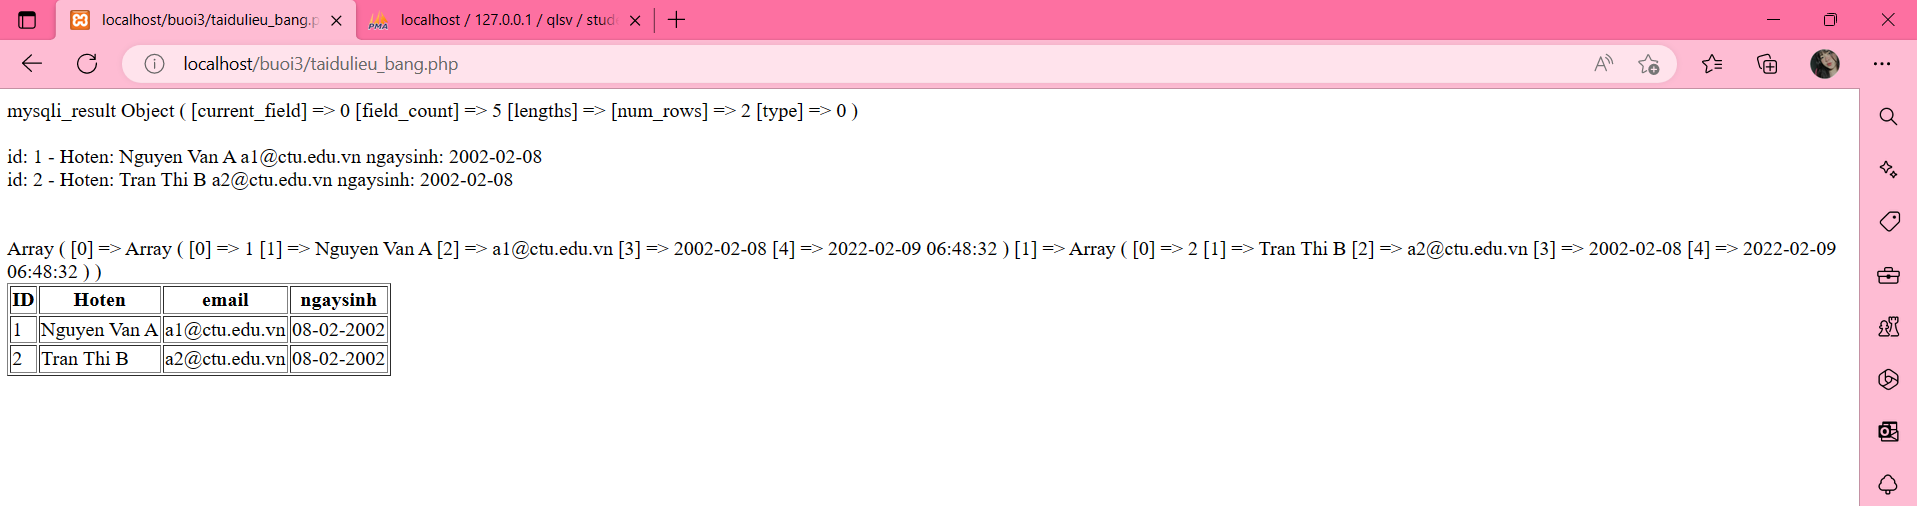 localhost/buoi3/taidulieu_bang.p
localhost / 127.0.0.1 / qlsv / stud
localhost/buoi3/taidulieu_bang.php
mysqli_result Object ( [current_field] => 0 [field_count] => 5 [lengths] => [num_rows] => 2 [type] => 0 )
id: 1 - Hoten: Nguyen Van A a1@ctu.edu.vn ngaysinh: 2002-02-08
id: 2 - Hoten: Tran Thi B a2@ctu.edu.vn ngaysinh: 2002-02-08
Array ( [0] => Array ( [0] => 1 [1] => Nguyen Van A [2] => a1@ctu.edu.vn [3] => 2002-02-08 [4] => 2022-02-09 06:48:32 ) [1] => Array ( [0] => 2 [1] => Tran Thi B [2] => a2@ctu.edu.vn [3] => 2002-02-08 [4] => 2022-02-09
06:48:32 ) )
ID Hoten email ngaysinh
1 Nguyen Van A a1@ctu.edu.vn 08-02-2002
2 Tran Thi B a2@ctu.edu.vn 08-02-2002